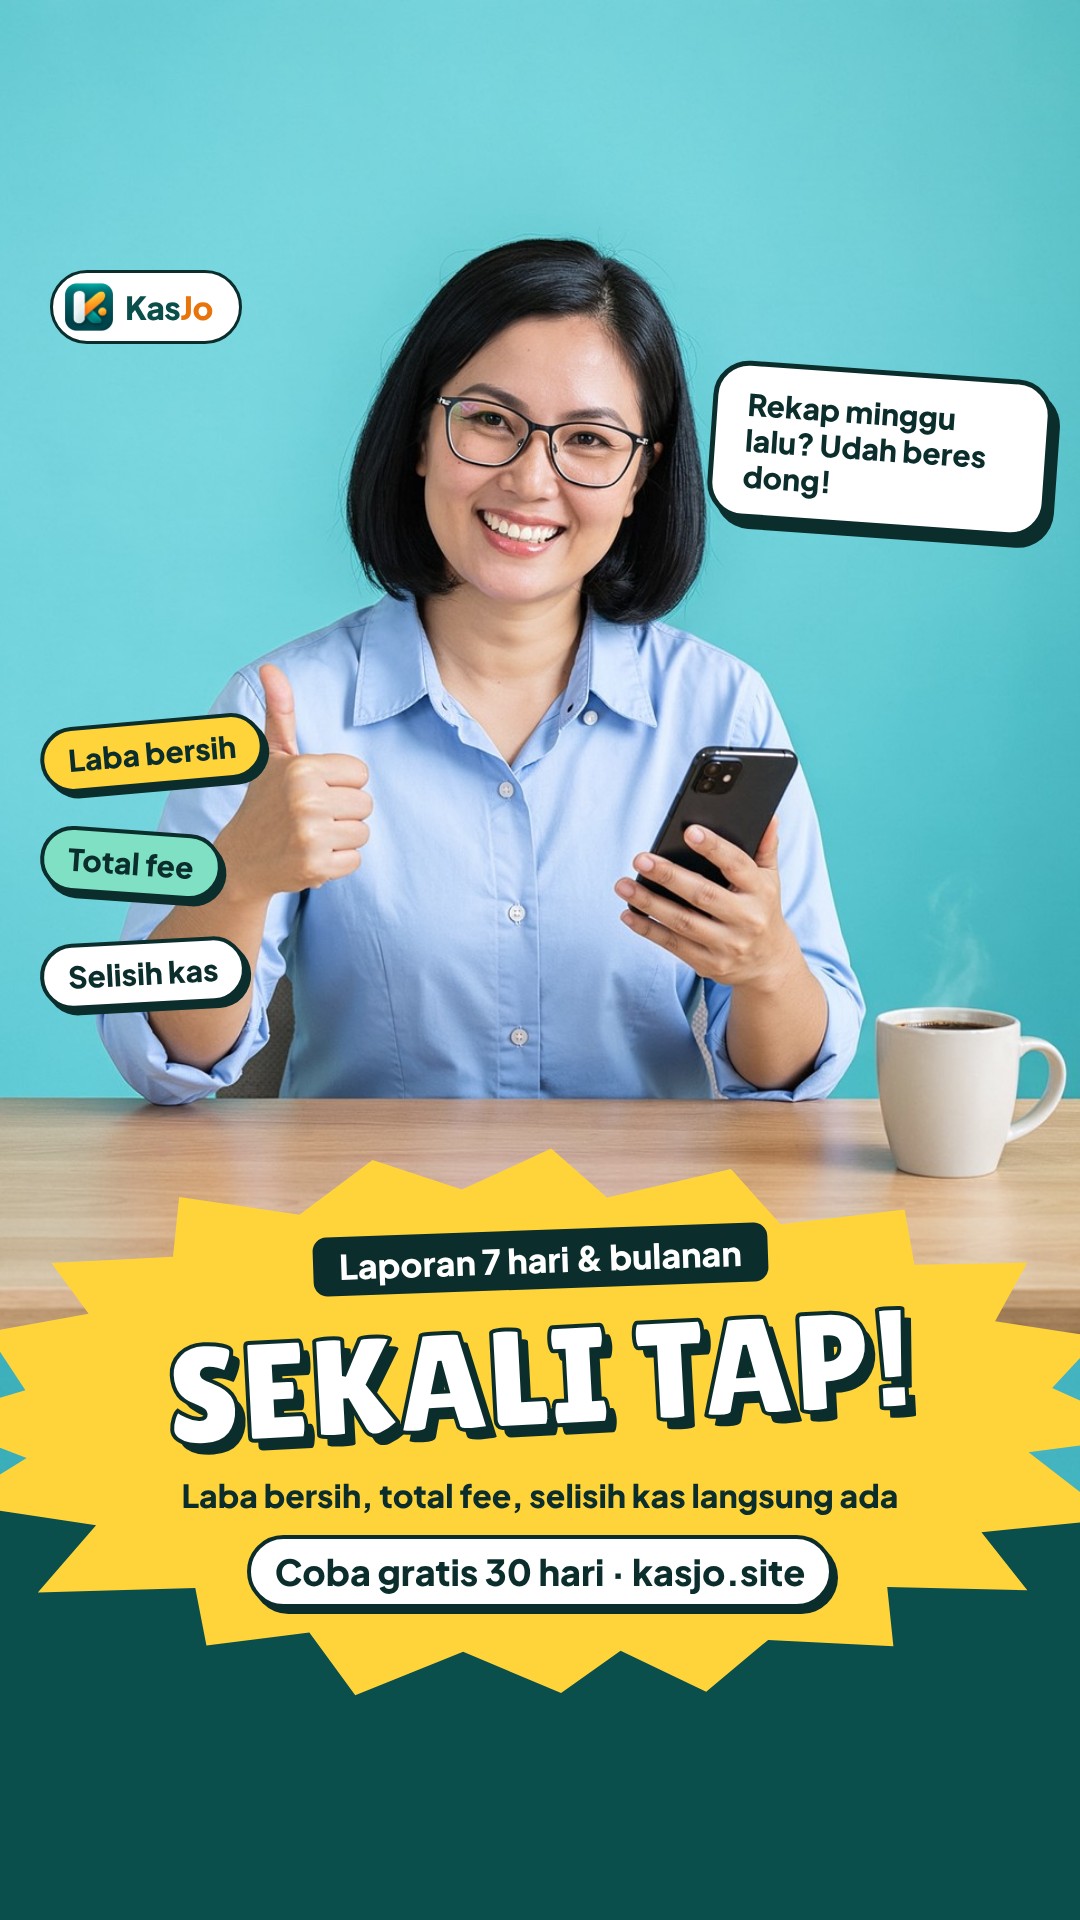 KasJo
Rekap minggu
lalu? Udah beres
dong!
Laba bersih
Total fee
Selisih kas
Laporan 7 hari & bulanan
SEKALI TAP!
Laba bersih, total fee, selisih kas langsung ada
Coba gratis 30 hari · kasjo.site